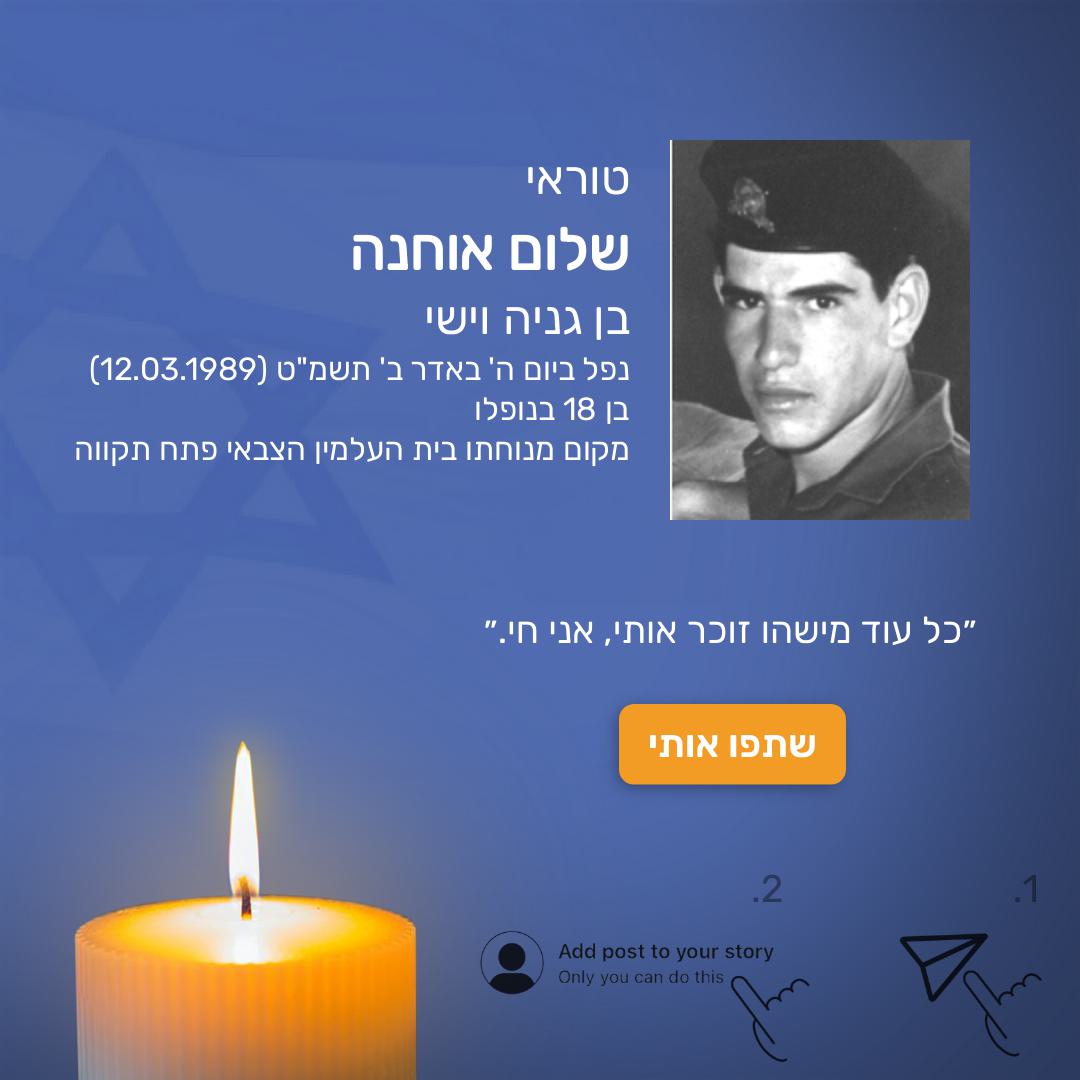 טוראי
שלום אוחנה
בן גניה וישי
נפל ביום ה' באדר ב' תשמ"ט (12.03.1989)
בן 18 בנופלו
מקום מנוחתו בית העלמין הצבאי פתח תקווה
״כל עוד מישהו זוכר אותי, אני חי.״
שתפו אותי
.1
.2
Add post to your story
Only you can do this